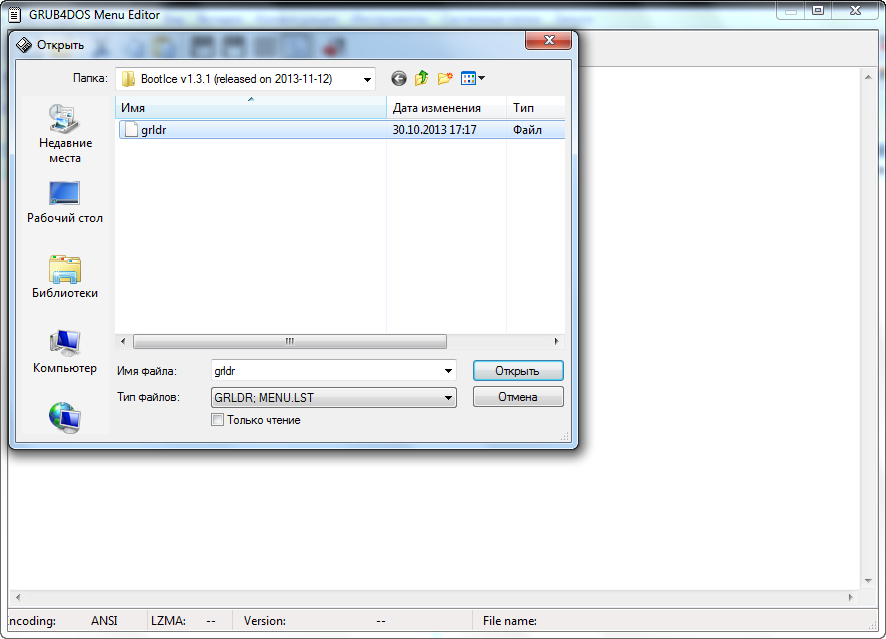 GRUB4DOS Menu Editor
Открыть
Папка:
BootIce v1.3.1 (released on 2013-11-12)
Имя
Дата изменения
Тип
grldr
30.10.2013 17:17
Файл
Недавние
места
Рабочий стол
Библиотеки
Компьютер
Имя файла:
grldr
Открыть
Тип файлов:
GRLDR; MENU.LST
Отмена
Только чтение
ncoding:
ANSI
LZMA:
--
Version:
--
File name: